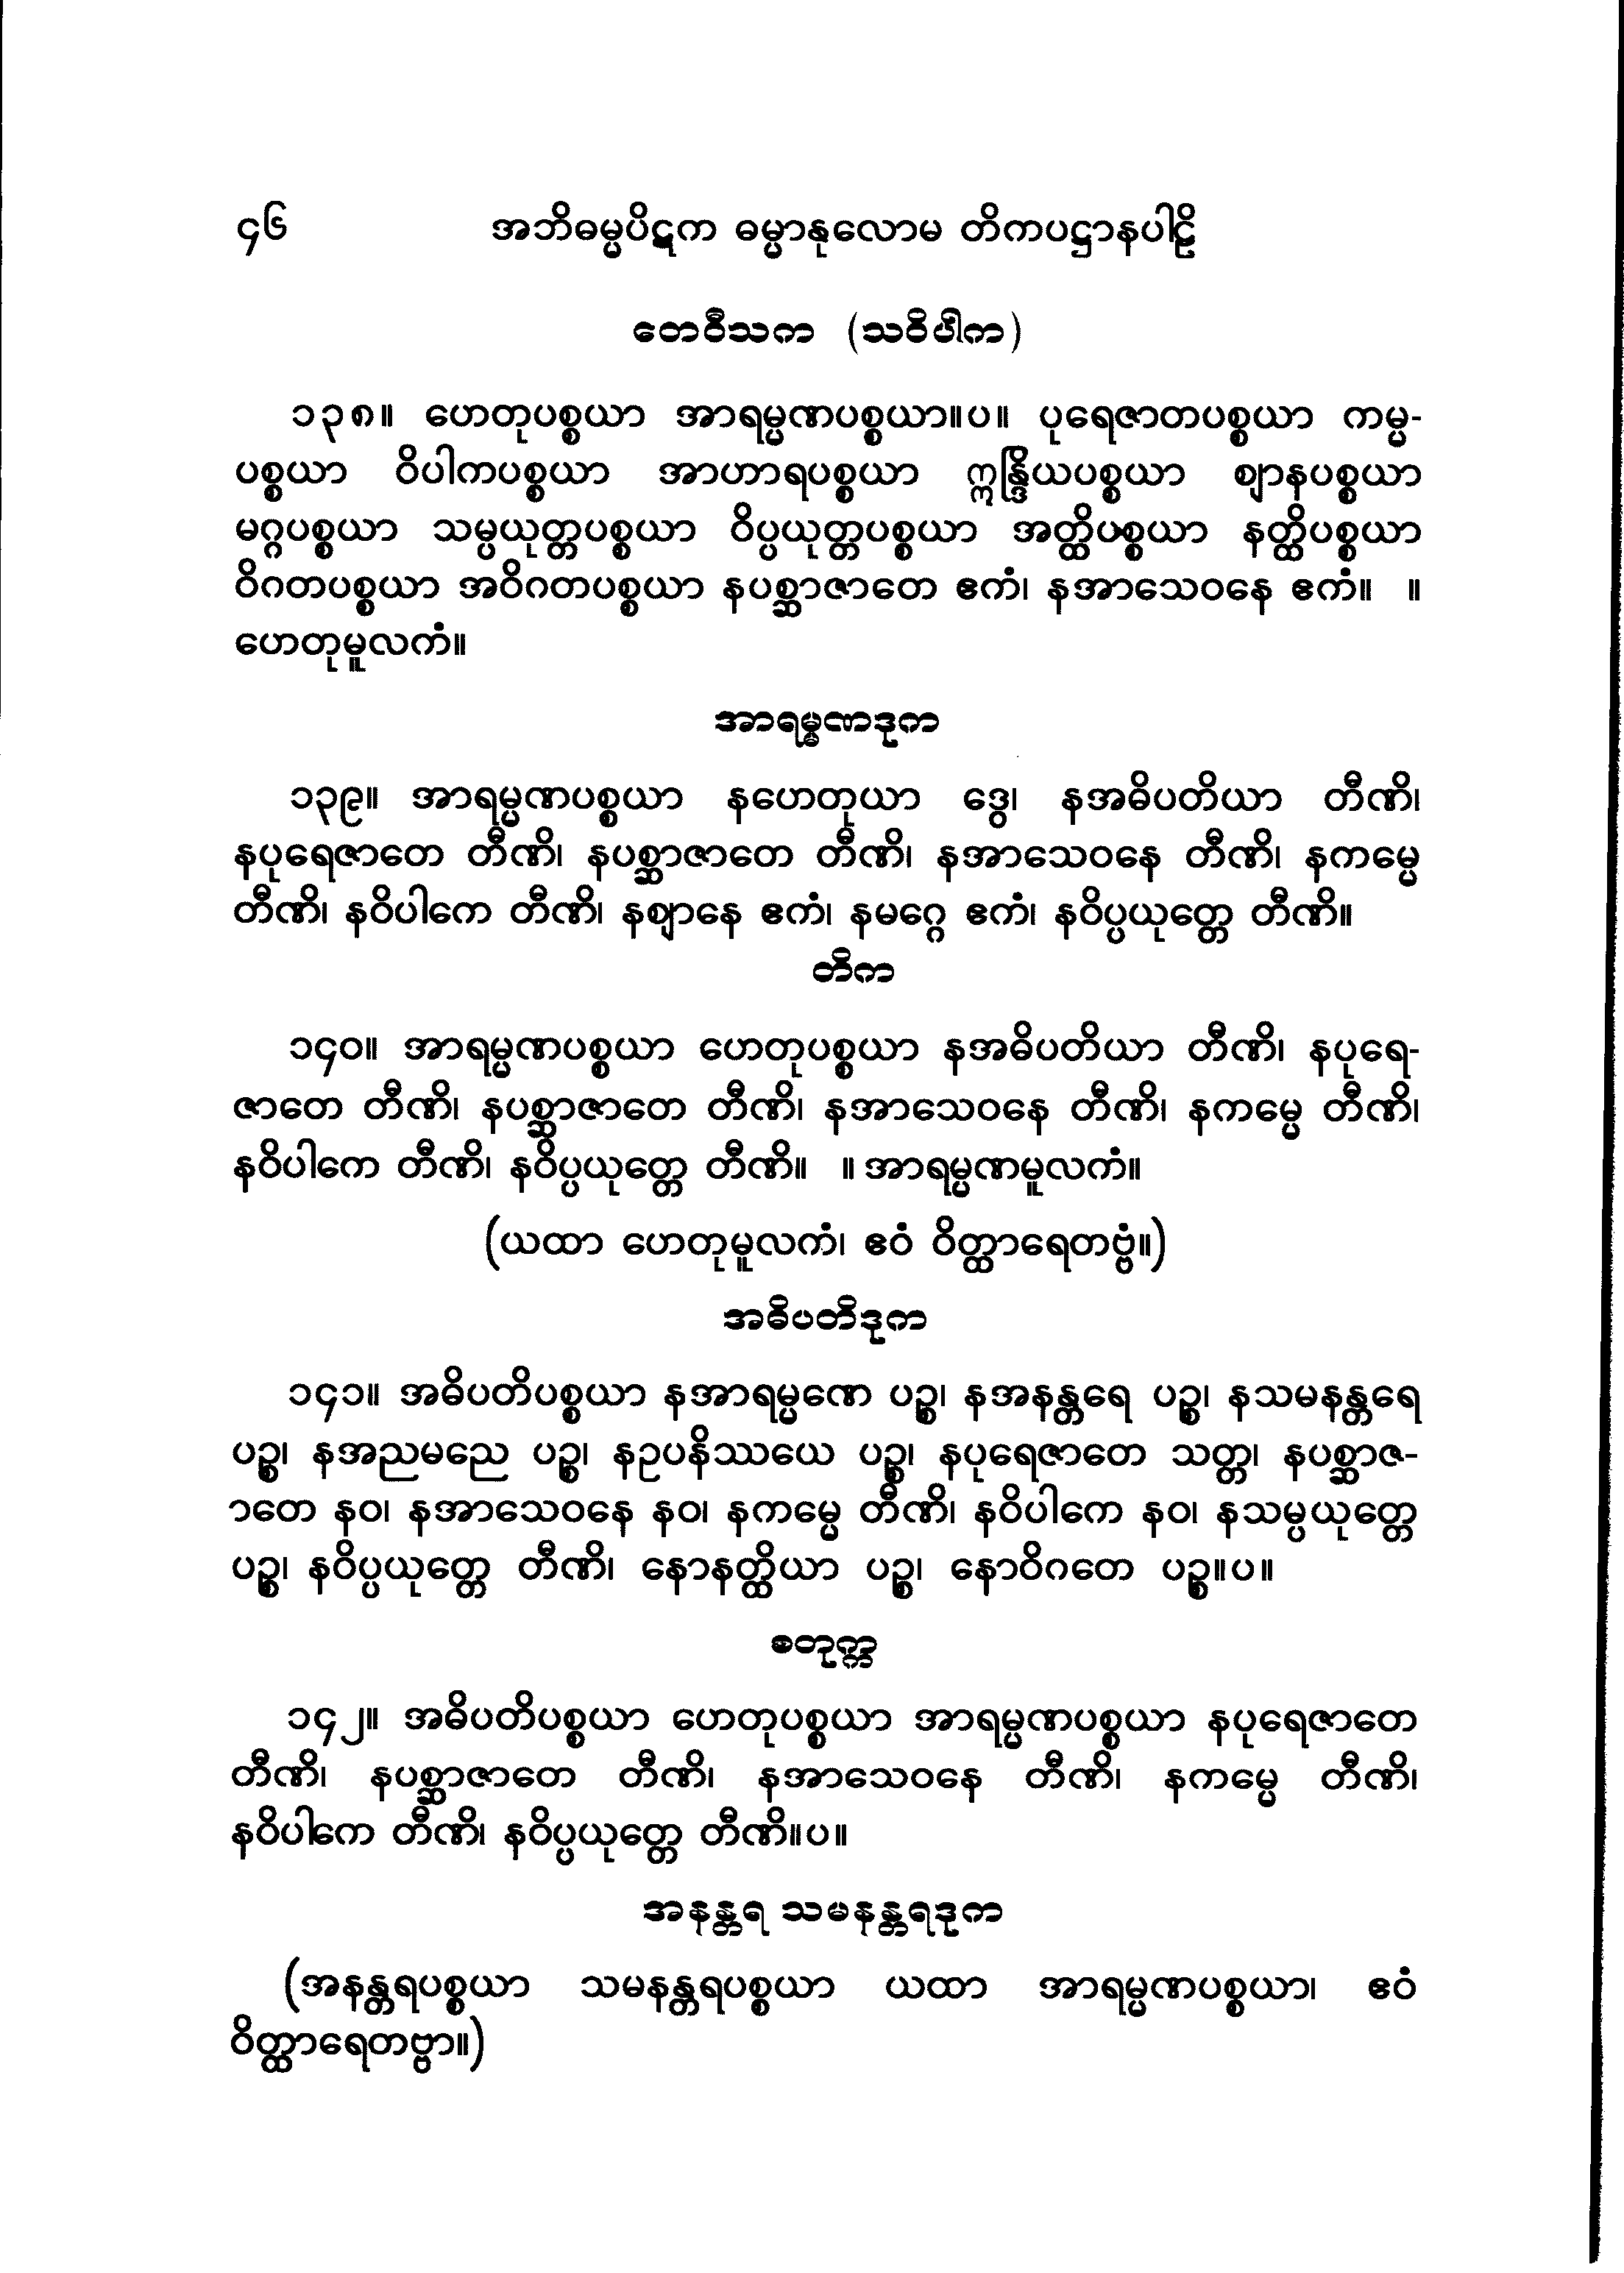 ၄၆ အဘိဓမ္မပိဋက ဓမ္မာနုလောမ တိကပဋ္ဌာနပါဠိ
တေဝီသက (သဝိပါက)
၁၃၈။ ဟေတုပစ္စယာ အာရမ္မဏပစ္စယာ။ပ။ ပုရေဇာတပစ္စယာ ကမ္မ-
ပစ္စယာ ဝိပါကပစ္စယာ အာဟာရပစ္စယာ ဣန္ဒြိယပစ္စယာ ဈာနပစ္စယာ
မဂ္ဂပစ္စယာ သမ္ပယုတ္တပစ္စယာ ဝိပ္ပယုတ္တပစ္စယာ အတ္ထိပစ္စယာ နတ္ထိပစ္စယာ
ဝိဂတပစ္စယာ အဝိဂတပစ္စယာ နပစ္ဆာဇာတေ ဧကံ၊ နအာသေဝနေ ဧကံ။ ။
ဟေတုမူလကံ။
အာရမ္မဏဒုက
၁၃၉။ အာရမ္မဏပစ္စယာ နဟေတုယာ ဒွေ၊ နအဓိပတိယာ တီဏိ၊
နပုရေဇာတေ တီဏိ၊ နပစ္ဆာဇာတေ တီဏိ၊ နအာသေဝနေ တီဏိ၊ နကမ္မေ
တီဏိ၊ နဝိပါကေ တီဏိ၊ နဈာနေ ဧကံ၊ နမဂ္ဂေ ဧကံ၊ နဝိပ္ပယုတ္တေ တီဏိ။
တိက
၁၄၀။ အာရမ္မဏပစ္စယာ ဟေတုပစ္စယာ နအဓိပတိယာ တီဏိ၊ နပုရေ-
ဇာတေ တီဏိ၊ နပစ္ဆာဇာတေ တီဏိ၊ နအာသေဝနေ တီဏိ၊ နကမ္မေ တီဏိ၊
နဝိပါကေ တီဏိ၊ နဝိပ္ပယုတ္တေ တီဏိ။ ။ အာရမ္မဏမူလကံ။
(ယထာ ဟေတုမူလကံ၊ ဧဝံ ဝိတ္ထာရေတဗ္ဗံ။)
အဓိပတိဒုက
၁၄၁။ အဓိပတိပစ္စယာ နအာရမ္မဏေ ပဉ္စ၊ နအနန္တရေ ပဉ္စ၊ နသမနန္တရေ
ပဉ္စ၊ နအညမညေ ပဉ္စ၊ နဥပနိဿယေ ပဉ္စ၊ နပုရေဇာတေ သတ္တ၊ နပစ္ဆာဇ-
ာတေ နဝ၊ နအာသေဝနေ နဝ၊ နကမ္မေ တီဏိ၊ နဝိပါကေ နဝ၊ နသမ္ပယုတ္တေ
ပဉ္စ၊ နဝိပ္ပယုတ္တေ တီဏိ၊ နောနတ္ထိယာ ပဉ္စ၊ နောဝိဂတေ ပဉ္စ။ပ။
စတုက္က
၁၄၂။ အဓိပတိပစ္စယာ ဟေတုပစ္စယာ အာရမ္မဏပစ္စယာ နပုရေဇာတေ
တီဏိ၊ နပစ္ဆာဇာတေ တီဏိ၊ နအာသေဝနေ တီဏိ၊ နကမ္မေ တီဏိ၊
နဝိပါကေ တီဏိ၊ နဝိပ္ပယုတ္တေ တီဏိ။ပ။
အနန္တရ သမနန္တရဒုက
(အနန္တရပစ္စယာ သမနန္တရပစ္စယာ ယထာ အာရမ္မဏပစ္စယာ၊ ဧဝံ
ဝိတ္ထာရေတဗ္ဗာ။)